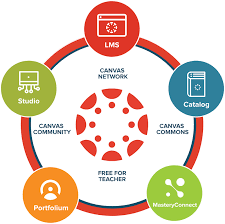 LMS
CANVAS
NETWORK
Studio
Catalog
CANVAS
COMMUNITY
CANVAS
COMMONS
FREE FOR
TEACHER
Portfolium
MasteryConnect